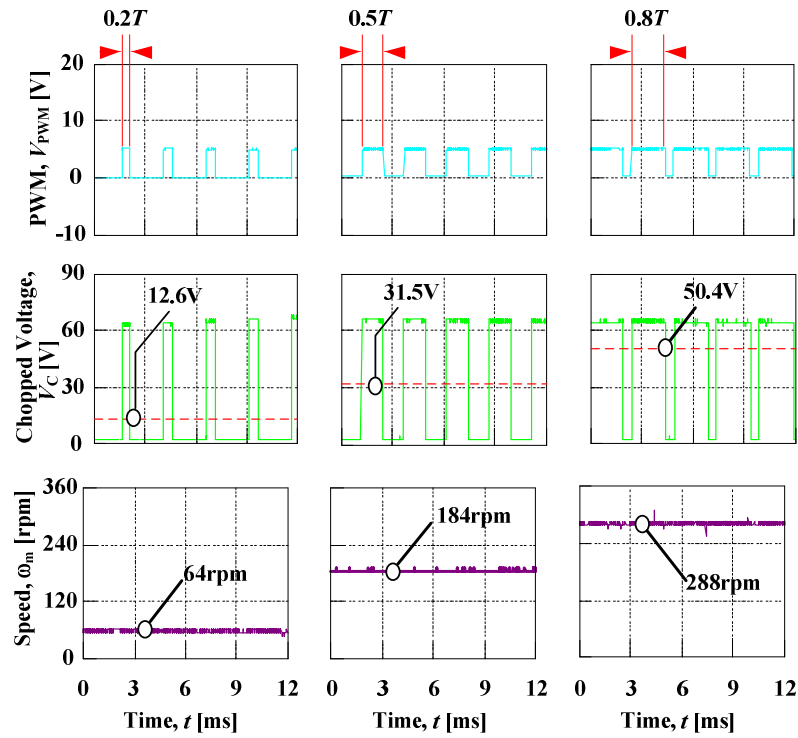 0.2T 0.5T 0.8T
PWM, VPWM [V]
20
10
0
-10
Chopped Voltage,
VC [V]
90
60
30
0
12.6V 31.5V 50.4V
Speed, ωm [rpm]
360
240
120
0
64rpm 184rpm 288rpm
0 3 6 9 12 0 3 6 9 12 0 3 6 9 12
Time, t [ms] Time, t [ms] Time, t [ms]